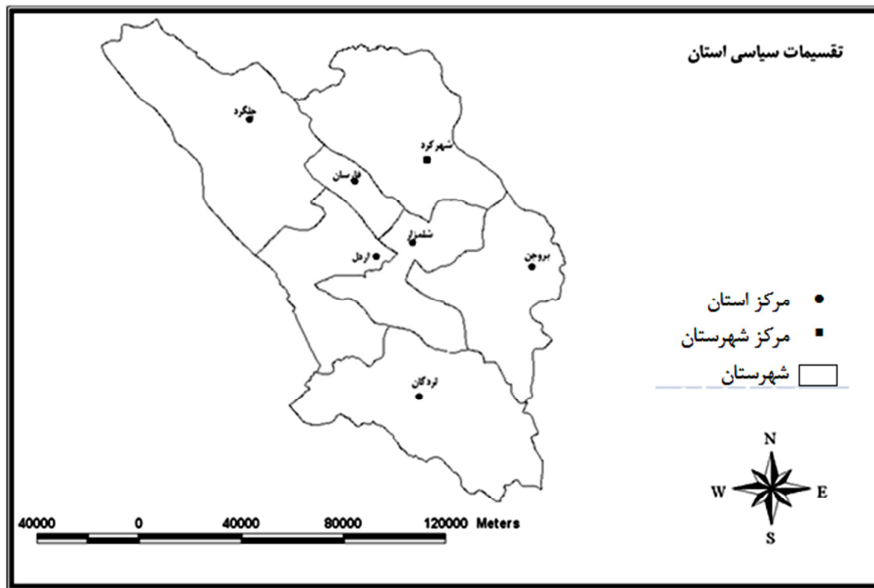 تقسیمات سیاسی استان
چلگرد
شهرکرد
فارسان
شلمزار
اردل
بروجن
لردگان
مرکز استان
مرکز شهرستان
شهرستان
N
W E
S
40000 0 40000 80000 120000 Meters